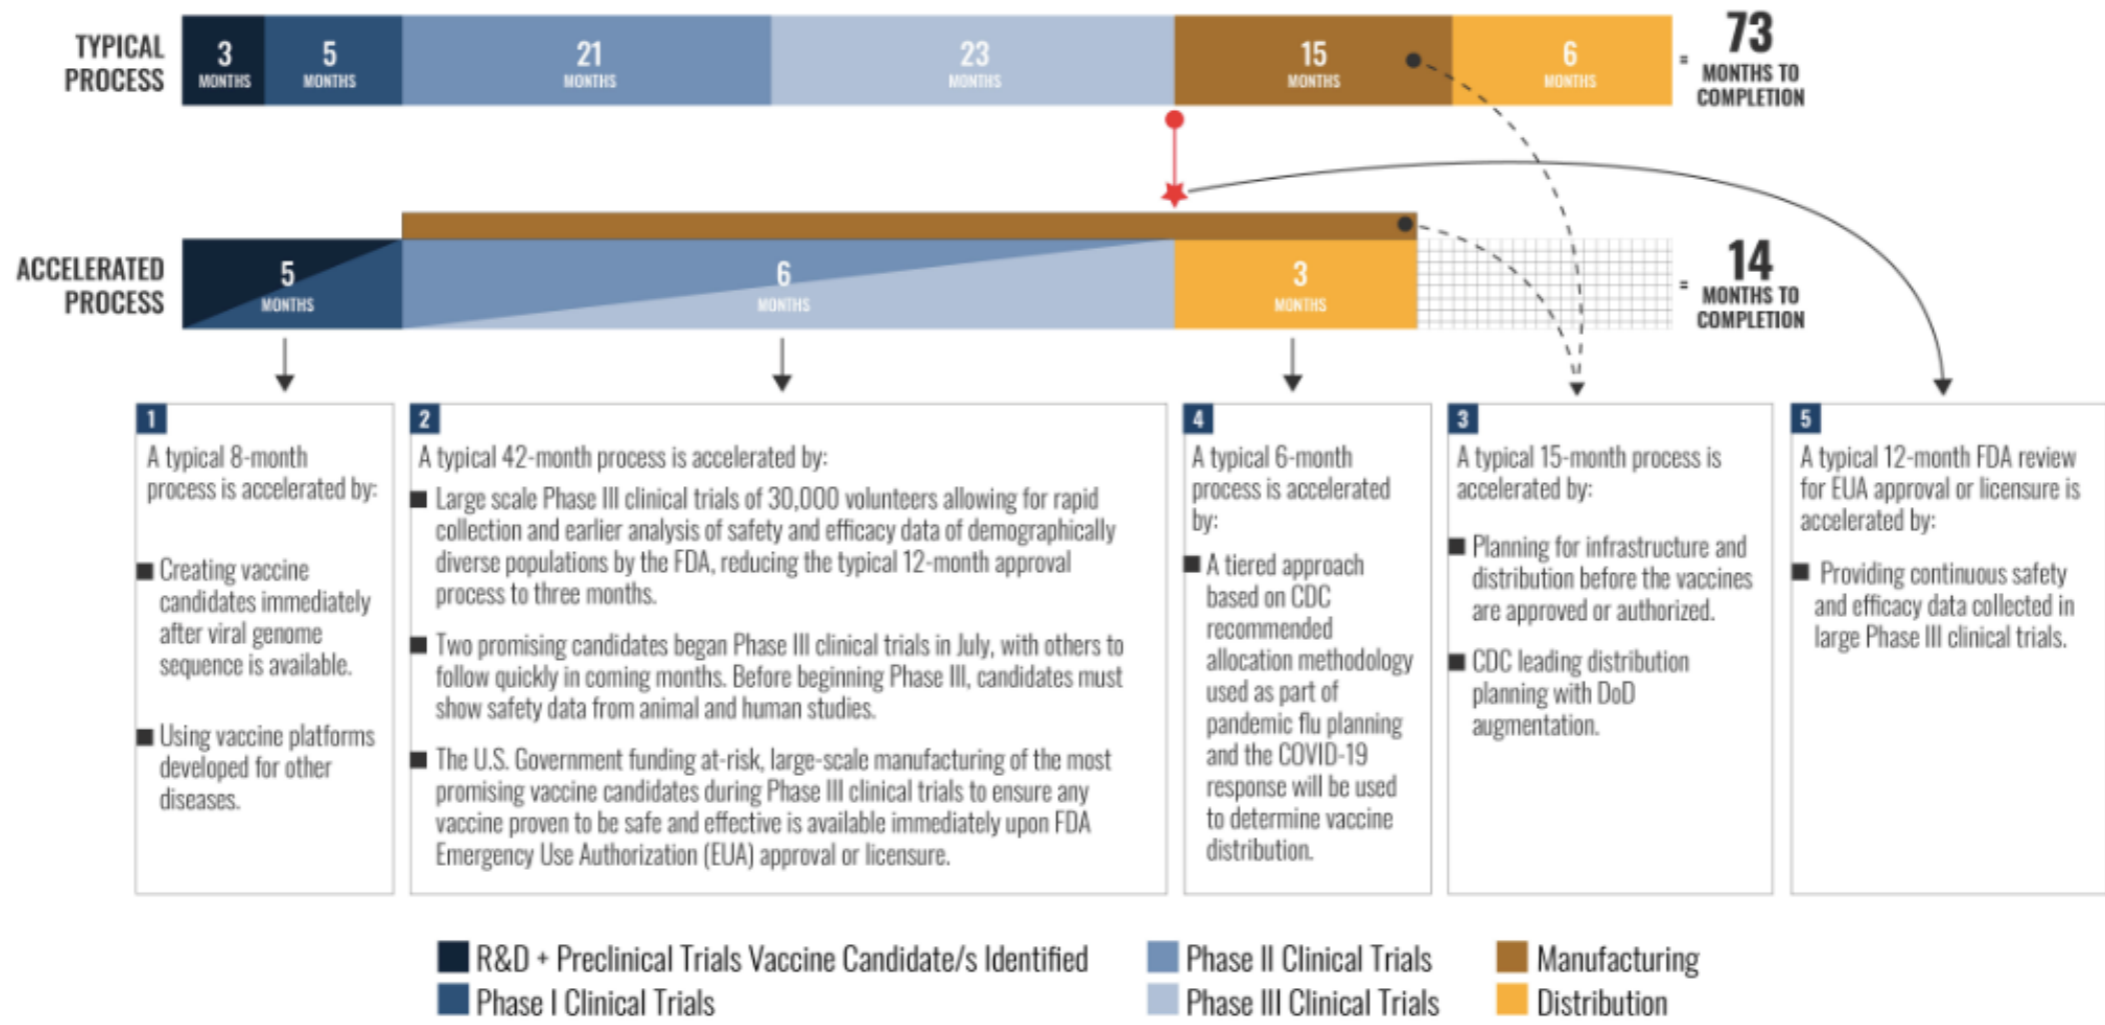 TYPICAL
PROCESS
3
MONTHS
5
MONTHS
21
MONTHS
23
MONTHS
15
MONTHS
6
MONTHS
=
73
MONTHS TO
COMPLETION
ACCELERATED
PROCESS
5
MONTHS
6
MONTHS
3
MONTHS
=
14
MONTHS TO
COMPLETION
1
A typical 8-month
process is accelerated by:
■ Creating vaccine
candidates immediately
after viral genome
sequence is available.
■ Using vaccine platforms
developed for other
diseases.
2
A typical 42-month process is accelerated by:
■ Large scale Phase III clinical trials of 30,000 volunteers allowing for rapid
collection and earlier analysis of safety and efficacy data of demographically
diverse populations by the FDA, reducing the typical 12-month approval
process to three months.
■ Two promising candidates began Phase III clinical trials in July, with others to
follow quickly in coming months. Before beginning Phase III, candidates must
show safety data from animal and human studies.
■ The U.S. Government funding at-risk, large-scale manufacturing of the most
promising vaccine candidates during Phase III clinical trials to ensure any
vaccine proven to be safe and effective is available immediately upon FDA
Emergency Use Authorization (EUA) approval or licensure.
4
A typical 6-month
process is accelerated
by:
■ A tiered approach
based on CDC
recommended
allocation methodology
used as part of
pandemic flu planning
and the COVID-19
response will be used
to determine vaccine
distribution.
3
A typical 15-month process is
accelerated by:
■ Planning for infrastructure and
distribution before the vaccines
are approved or authorized.
■ CDC leading distribution
planning with DoD
augmentation.
5
A typical 12-month FDA review
for EUA approval or licensure is
accelerated by:
■ Providing continuous safety
and efficacy data collected in
large Phase III clinical trials.
R&D + Preclinical Trials Vaccine Candidate/s Identified
Phase I Clinical Trials
Phase II Clinical Trials
Phase III Clinical Trials
Manufacturing
Distribution